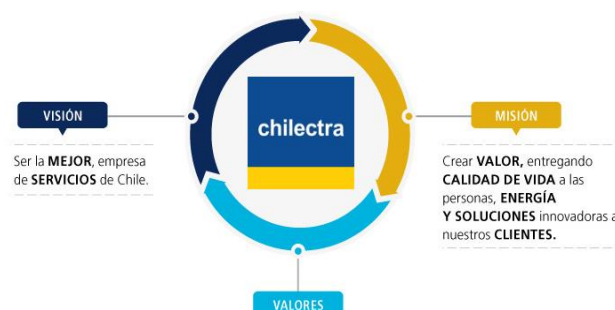 chilectra
VISIÓN
Ser la MEJOR, empresa
de SERVICIOS de Chile.
MISIÓN
Crear VALOR, entregando
CALIDAD DE VIDA a las
personas, ENERGÍA
Y SOLUCIONES innovadoras a
nuestros CLIENTES.
VALORES